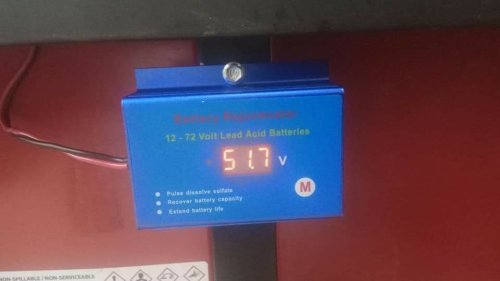 Battery Regenerator
12 - 72 Volt Lead Acid Batteries
51.7 V
Pulse dissolve sulfate
Recover battery capacity
Extend battery life
M
NON-SPILLABLE / NON-SERVICEABLE